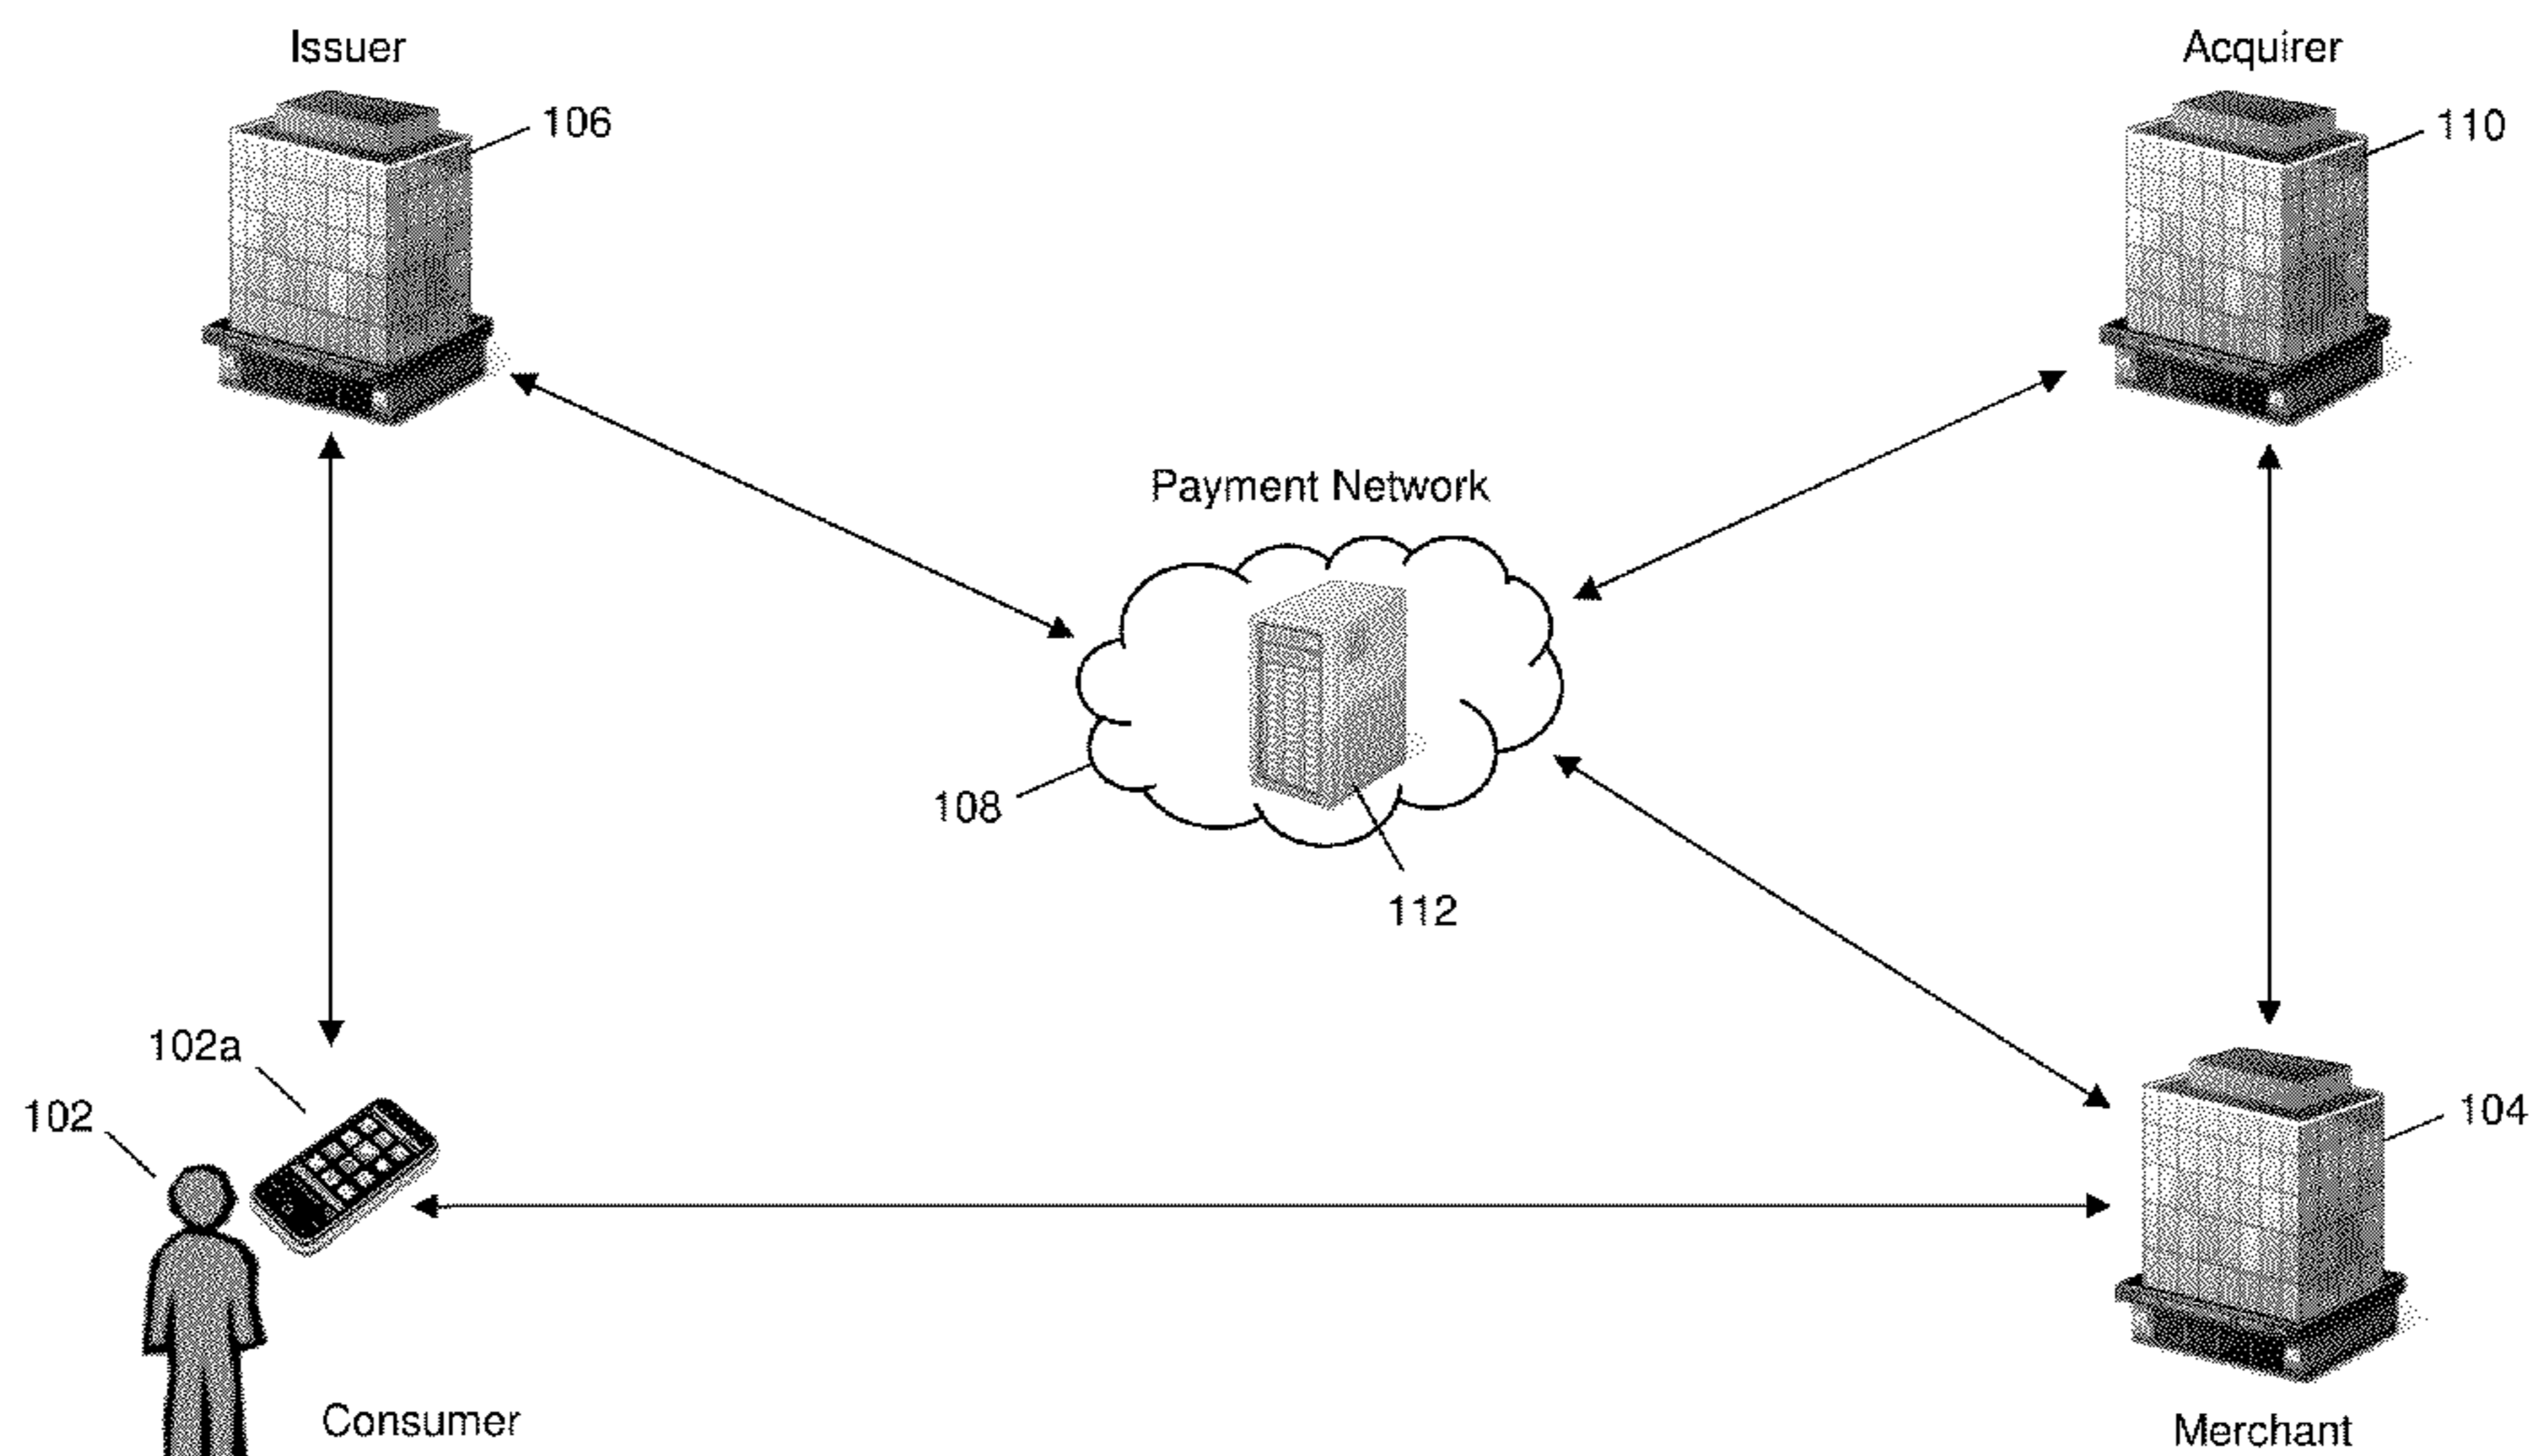 Issuer
Acquirer
106
110
Payment Network
108
112
102a
102
104
Consumer
Merchant